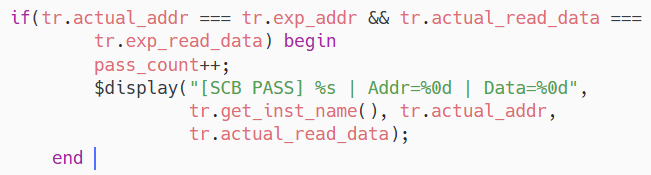 if(tr.actual_addr === tr.exp_addr && tr.actual_read_data ===
tr.exp_read_data) begin
pass_count++;
$display("[SCB PASS] %s | Addr=%0d | Data=%0d",
tr.get_inst_name(), tr.actual_addr,
tr.actual_read_data);
end